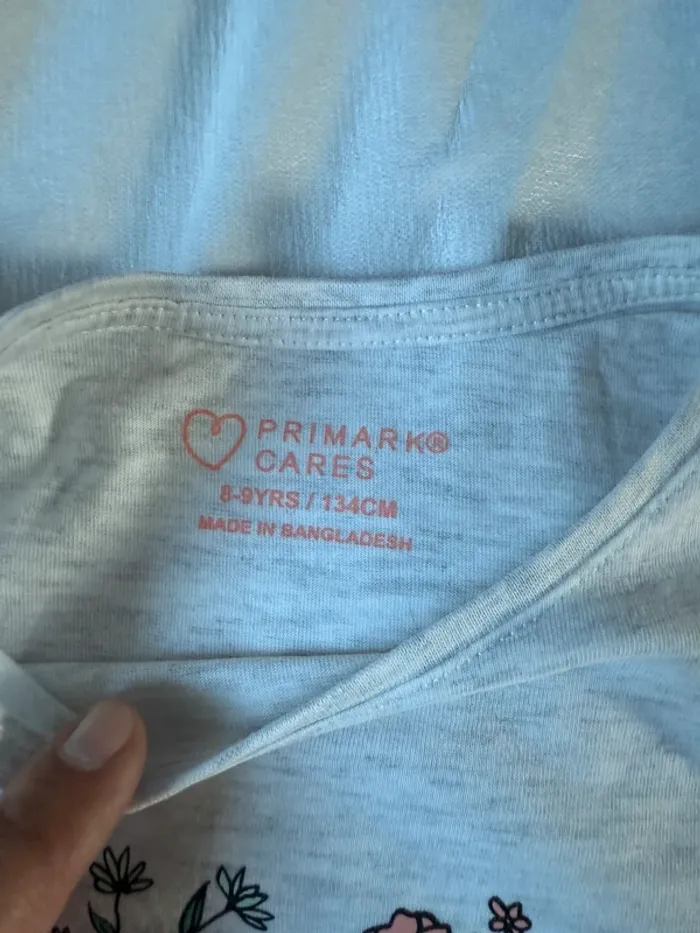 PRIMARK®
CARES
8-9YRS / 134CM
MADE IN BANGLADESH